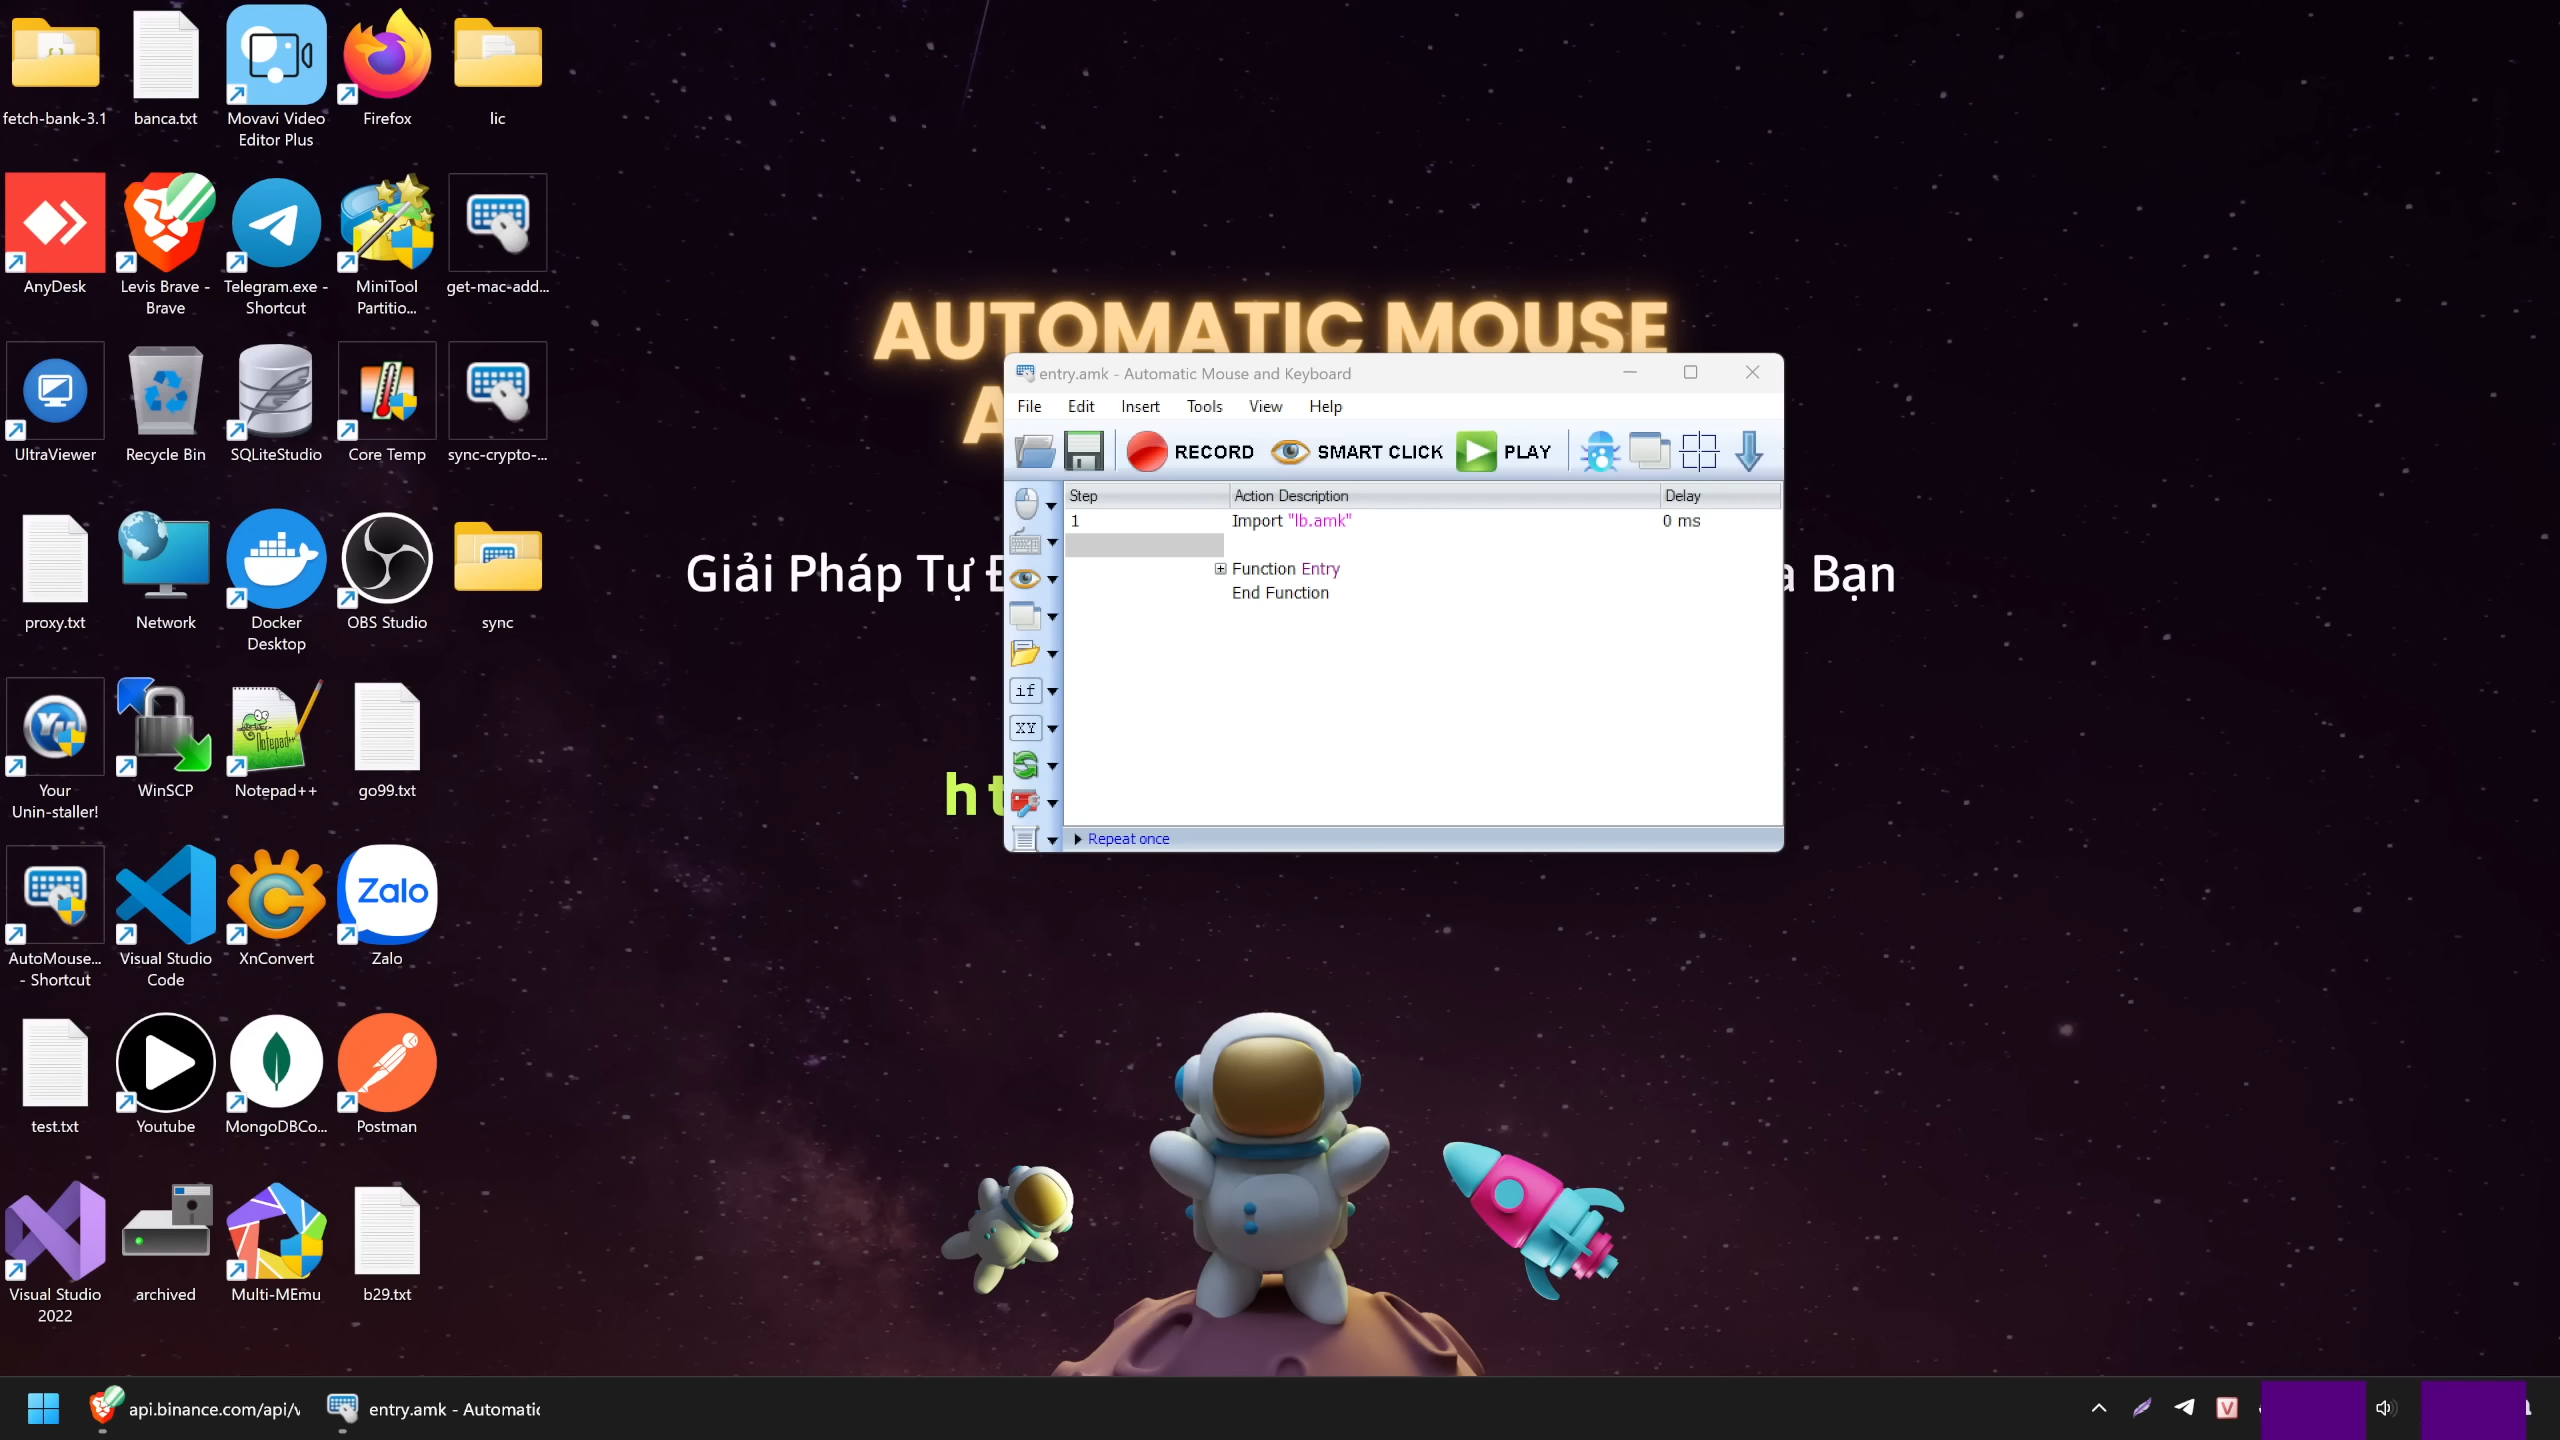 fetch-bank-3.1
banca.txt
Movavi Video
Editor Plus
Firefox
lic
AnyDesk
Levis Brave -
Brave
Telegram.exe -
Shortcut
MiniTool
Partitio...
get-mac-add...
UltraViewer
Recycle Bin
SQLiteStudio
Core Temp
sync-crypto-...
proxy.txt
Network
Docker
Desktop
OBS Studio
sync
Your
Unin-staller!
WinSCP
Notepad++
go99.txt
AutoMouse...
- Shortcut
Visual Studio
Code
XnConvert
Zalo
Zalo
test.txt
Youtube
MongoDBCo...
Postman
Visual Studio
2022
archived
Multi-MEmu
b29.txt
AUTOMATIC MOUSE
A
Giải Pháp Tự Đ
a Bạn
ht
entry.amk - Automatic Mouse and Keyboard
File Edit Insert Tools View Help
RECORD SMART CLICK PLAY
Step Action Description Delay
1 Import "lb.amk" 0 ms
Function Entry
End Function
if
XY
Repeat once
api.binance.com/api/v
entry.amk - Automatic
V